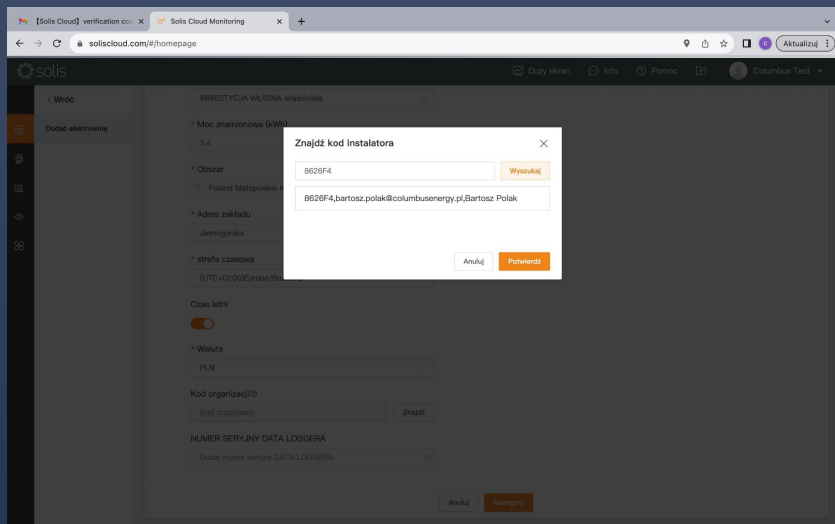 [Solis Cloud] verification cod
Solis Cloud Monitoring
soliscloud.com/#/homepage
Aktualizuj
solis
Duży ekran
Info
Pomoc
Columbus Test
< Wróć
Dodać elektrownię
INWESTYCJA WŁASNA właściciela
* Moc znamionowa (kWh)
7.4
* Obszar
Poland Małopolskie K
* Adres zakładu
Jasnogórska
* strefa czasowa
(UTC+01:00)Europe/Bru
Czas letni
* Waluta
PLN
Kod organizacji
Kod organizacji
Znajdź
NUMER SERYJNY DATA LOGGERA
Dodaj numer seryjny DATA LOGGERA
Anuluj
Następny
Znajdź kod instalatora
8626F4
Wyszukaj
8626F4,bartosz.polak@columbusenergy.pl,Bartosz Polak
Anuluj
Potwierdź